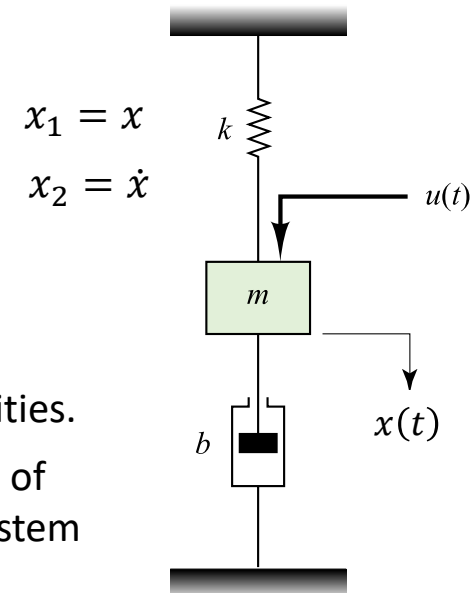 x₁ = x
k
x₂ = ẋ
u(t)
m
ities.
x(t)
b
of
stem